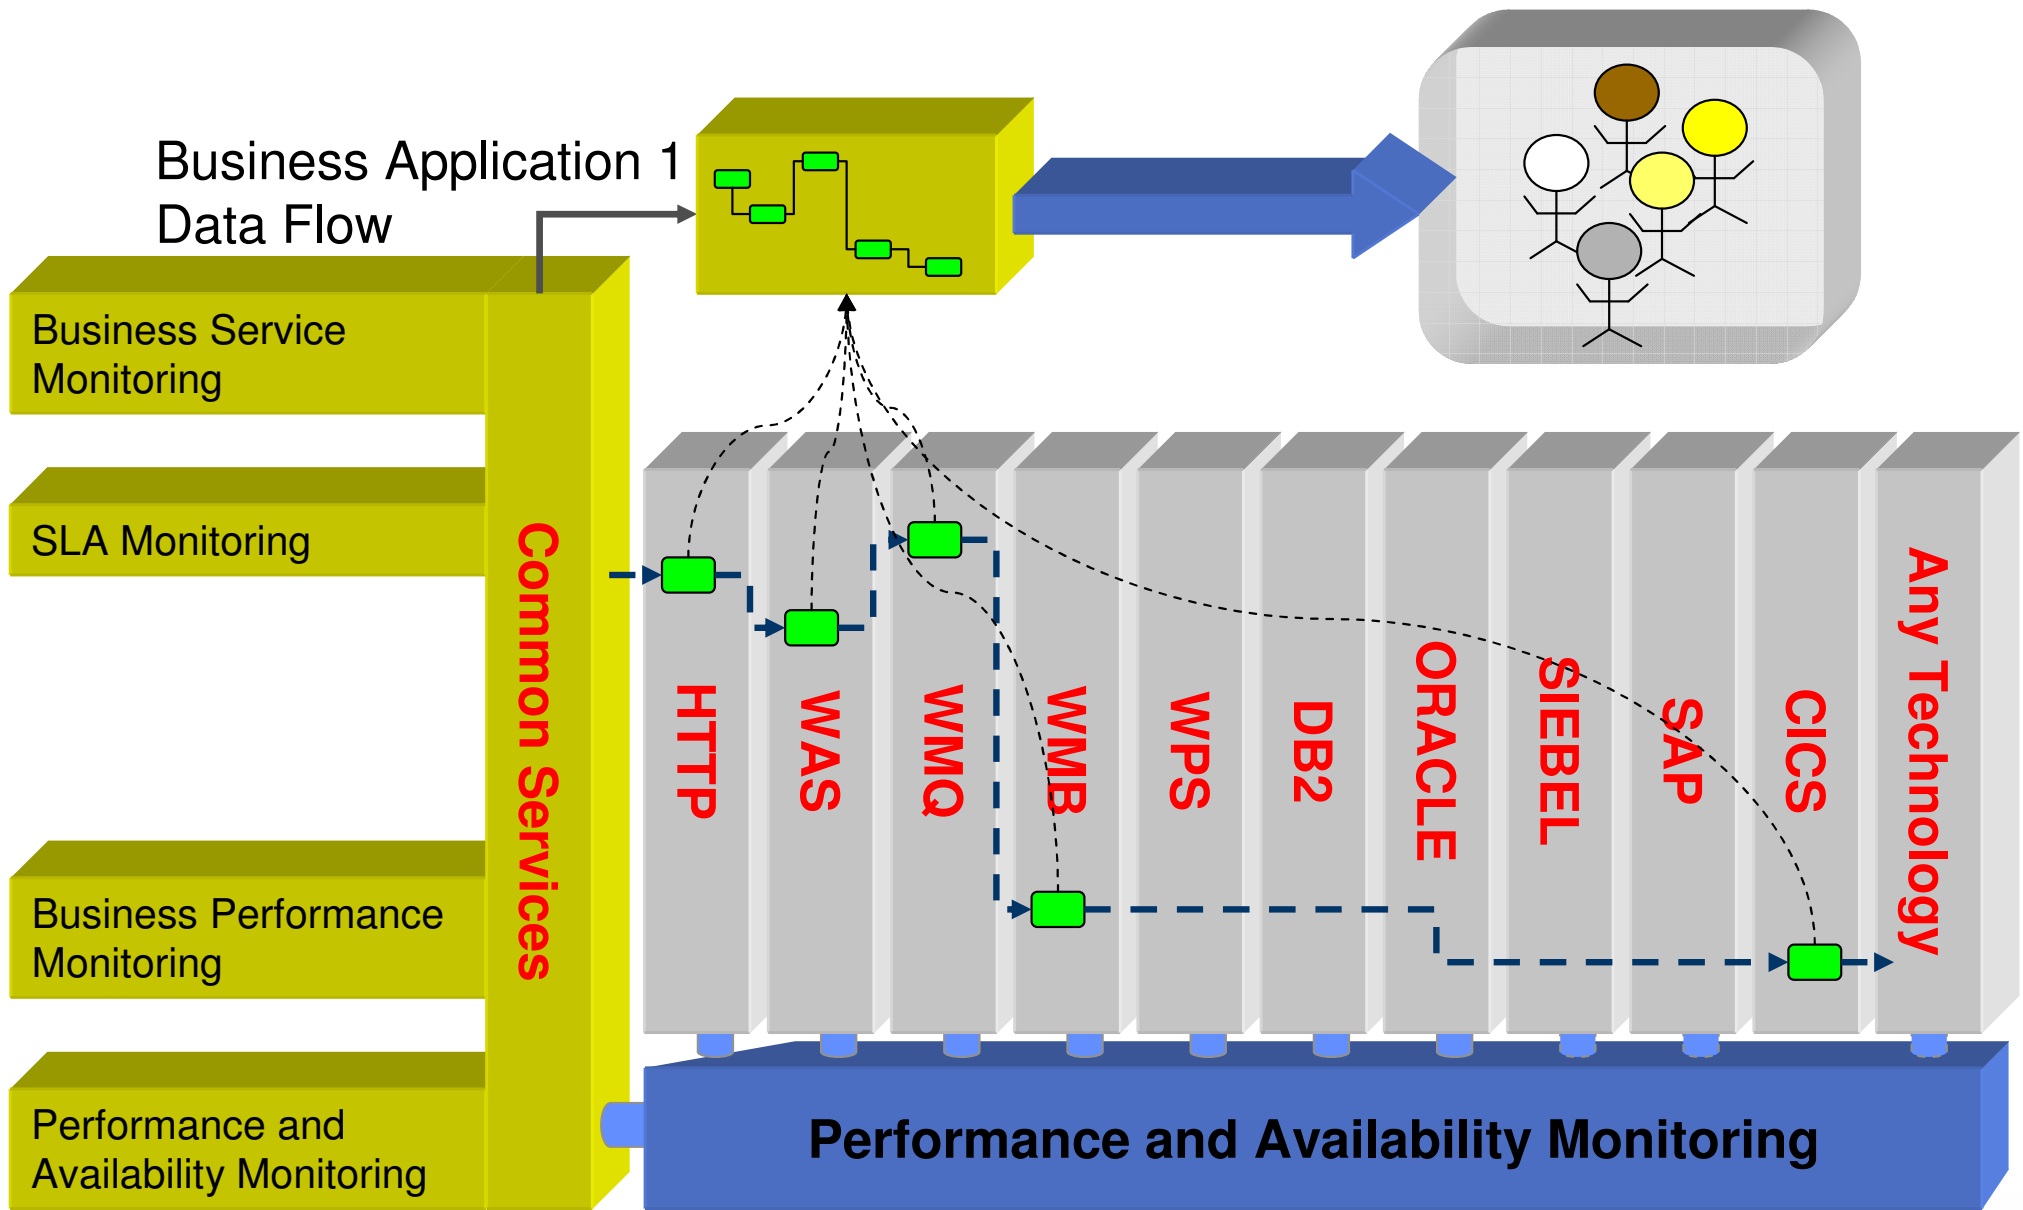 Business Application 1
Data Flow
Business Service
Monitoring
SLA Monitoring
Business Performance
Monitoring
Performance and
Availability Monitoring
Common Services
HTTP
WAS
WMQ
WMB
WPS
DB2
ORACLE
SIEBEL
SAP
CICS
Any Technology
Performance and Availability Monitoring